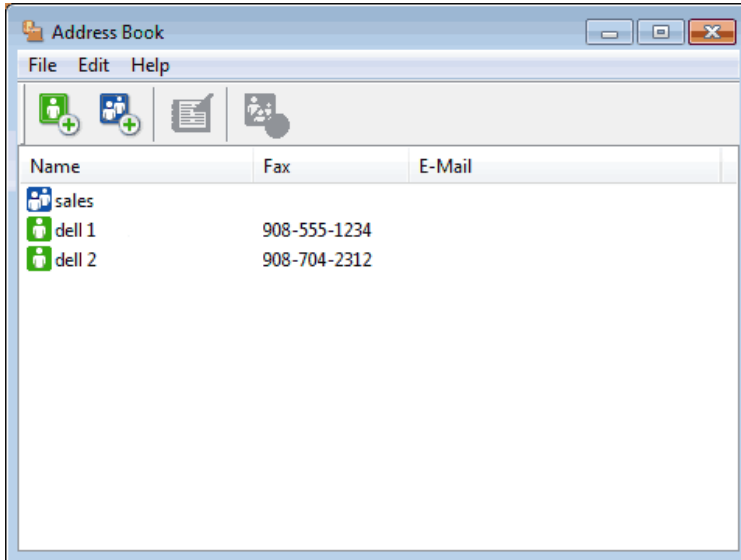 Address Book
File Edit Help
Name Fax E-Mail
sales
dell 1 908-555-1234
dell 2 908-704-2312